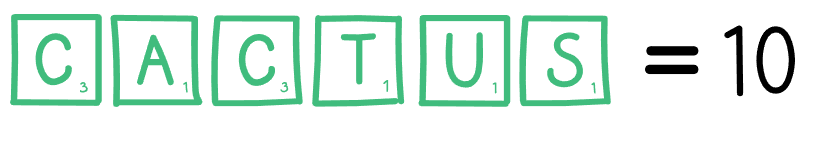 C3 A1 C3 T1 U1 S1 = 10